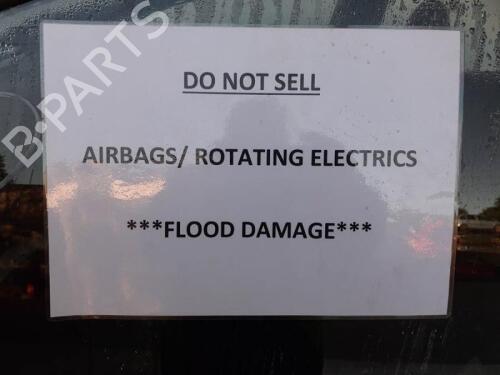 B-PARTS
DO NOT SELL
AIRBAGS/ ROTATING ELECTRICS
***FLOOD DAMAGE***